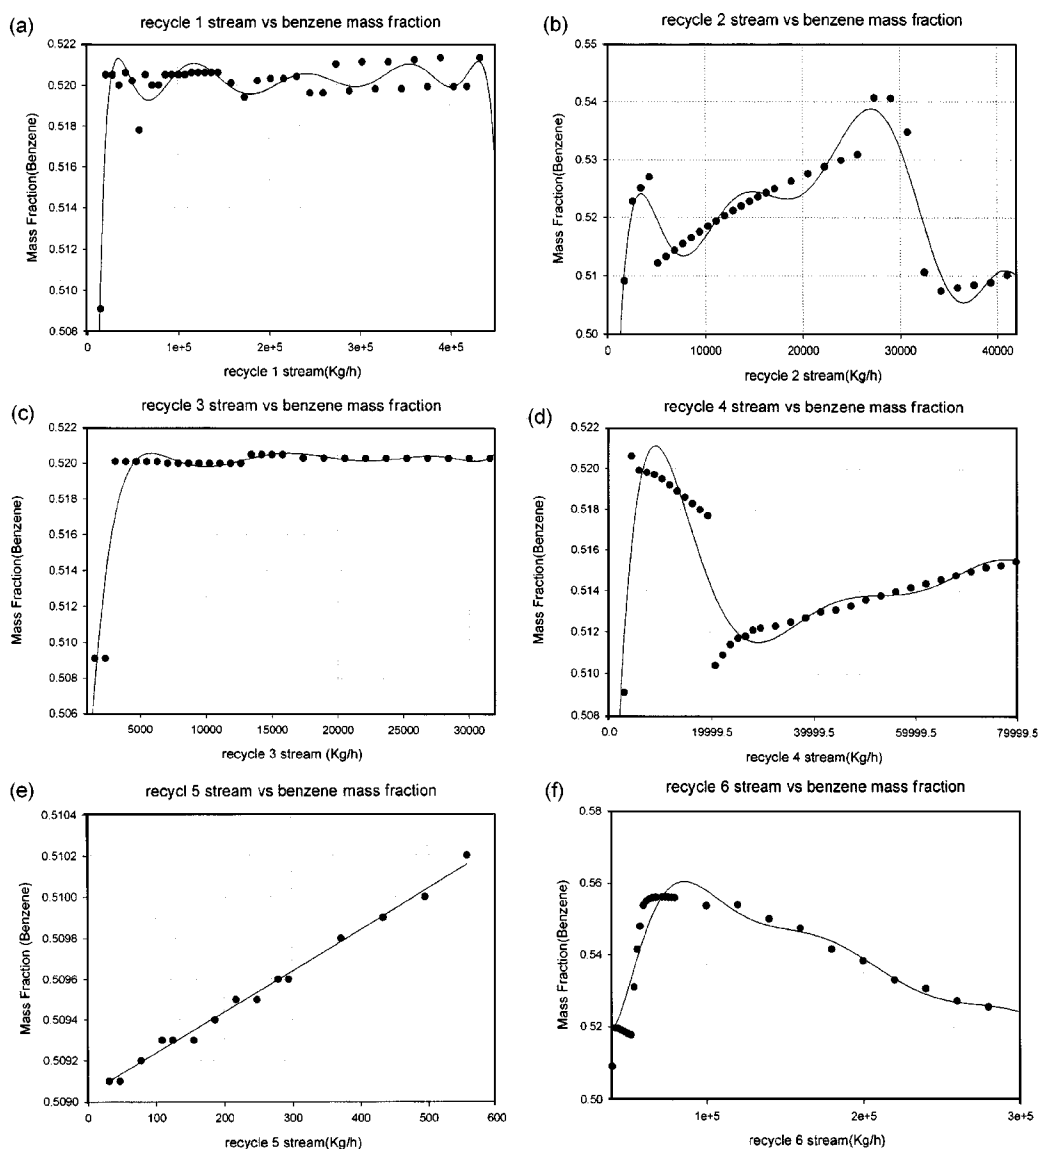 (a)
recycle 1 stream vs benzene mass fraction
0.522
0.520
0.518
0.516
0.514
0.512
0.510
0.508
Mass Fraction(Benzene)
0
1e+5
2e+5
3e+5
4e+5
recycle 1 stream(Kg/h)
(b)
recycle 2 stream vs benzene mass fraction
0.55
0.54
0.53
0.52
0.51
0.50
Mass Fraction(Benzene)
0
10000
20000
30000
40000
recycle 2 stream(Kg/h)
(c)
recycle 3 stream vs benzene mass fraction
0.522
0.520
0.518
0.516
0.514
0.512
0.510
0.508
0.506
Mass Fraction(Benzene)
5000
10000
15000
20000
25000
30000
recycle 3 stream (Kg/h)
(d)
recycle 4 stream vs benzene mass fraction
0.522
0.520
0.518
0.516
0.514
0.512
0.510
0.508
Mass Fraction(Benzene)
0.0
19999.5
39999.5
59999.5
79999.5
recycle 4 stream(Kg/h)
(e)
recycl 5 stream vs benzene mass fraction
0.5104
0.5102
0.5100
0.5098
0.5096
0.5094
0.5092
0.5090
Mass Fraction (Benzene)
0
100
200
300
400
500
600
recycle 5 stream(Kg/h)
(f)
recycle 6 stream vs benzene mass fraction
0.58
0.56
0.54
0.52
0.50
Mass Fraction(Benzene)
1e+5
2e+5
3e+5
recycle 6 stream(Kg/h)